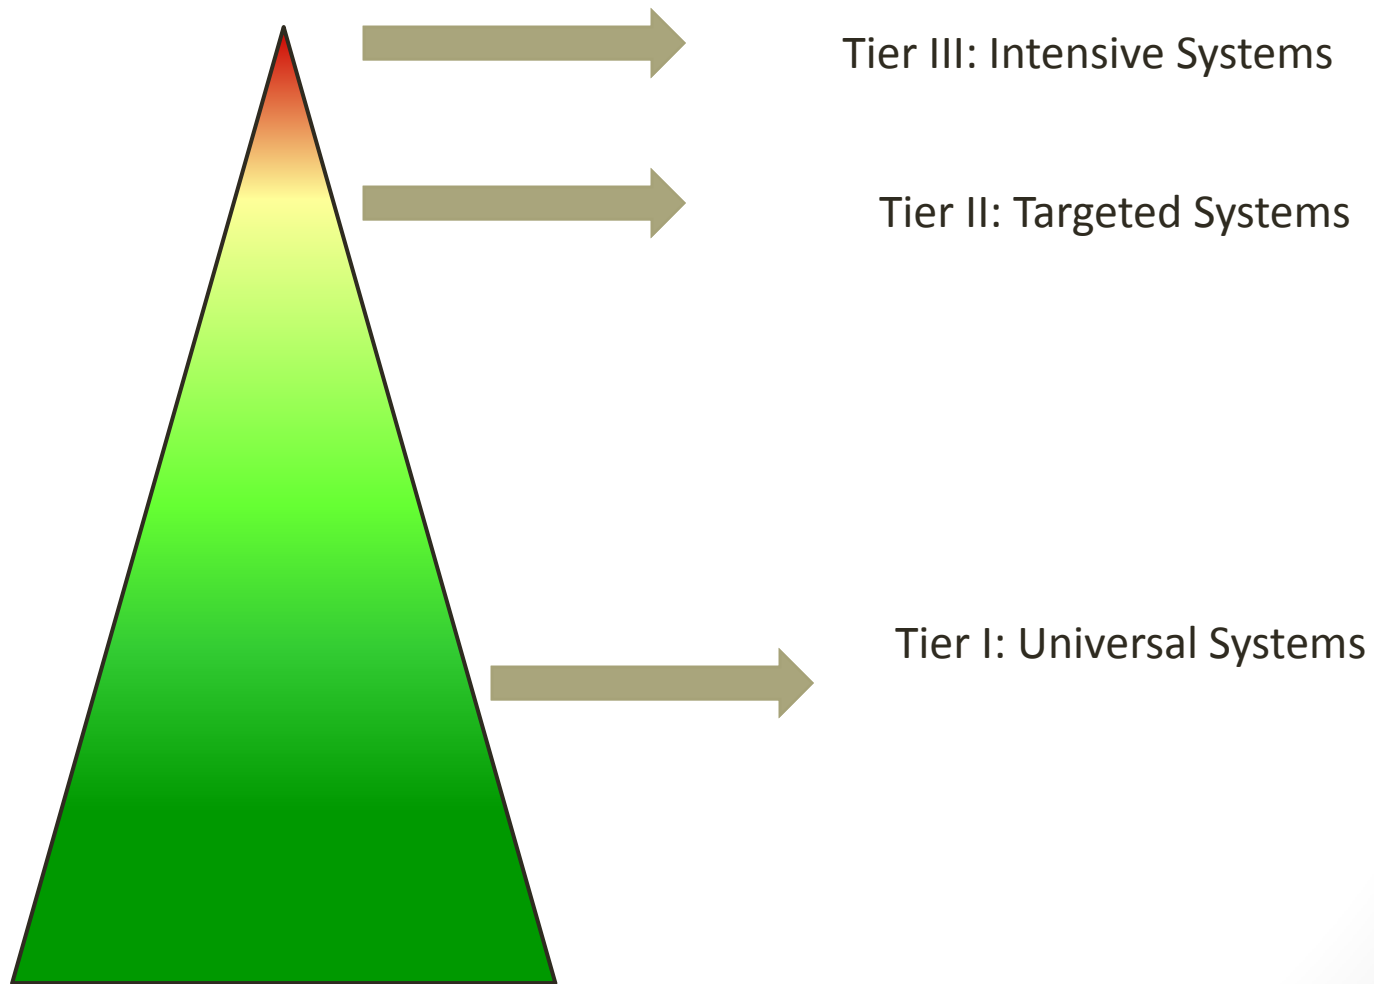 Tier III: Intensive Systems
Tier II: Targeted Systems
Tier I: Universal Systems